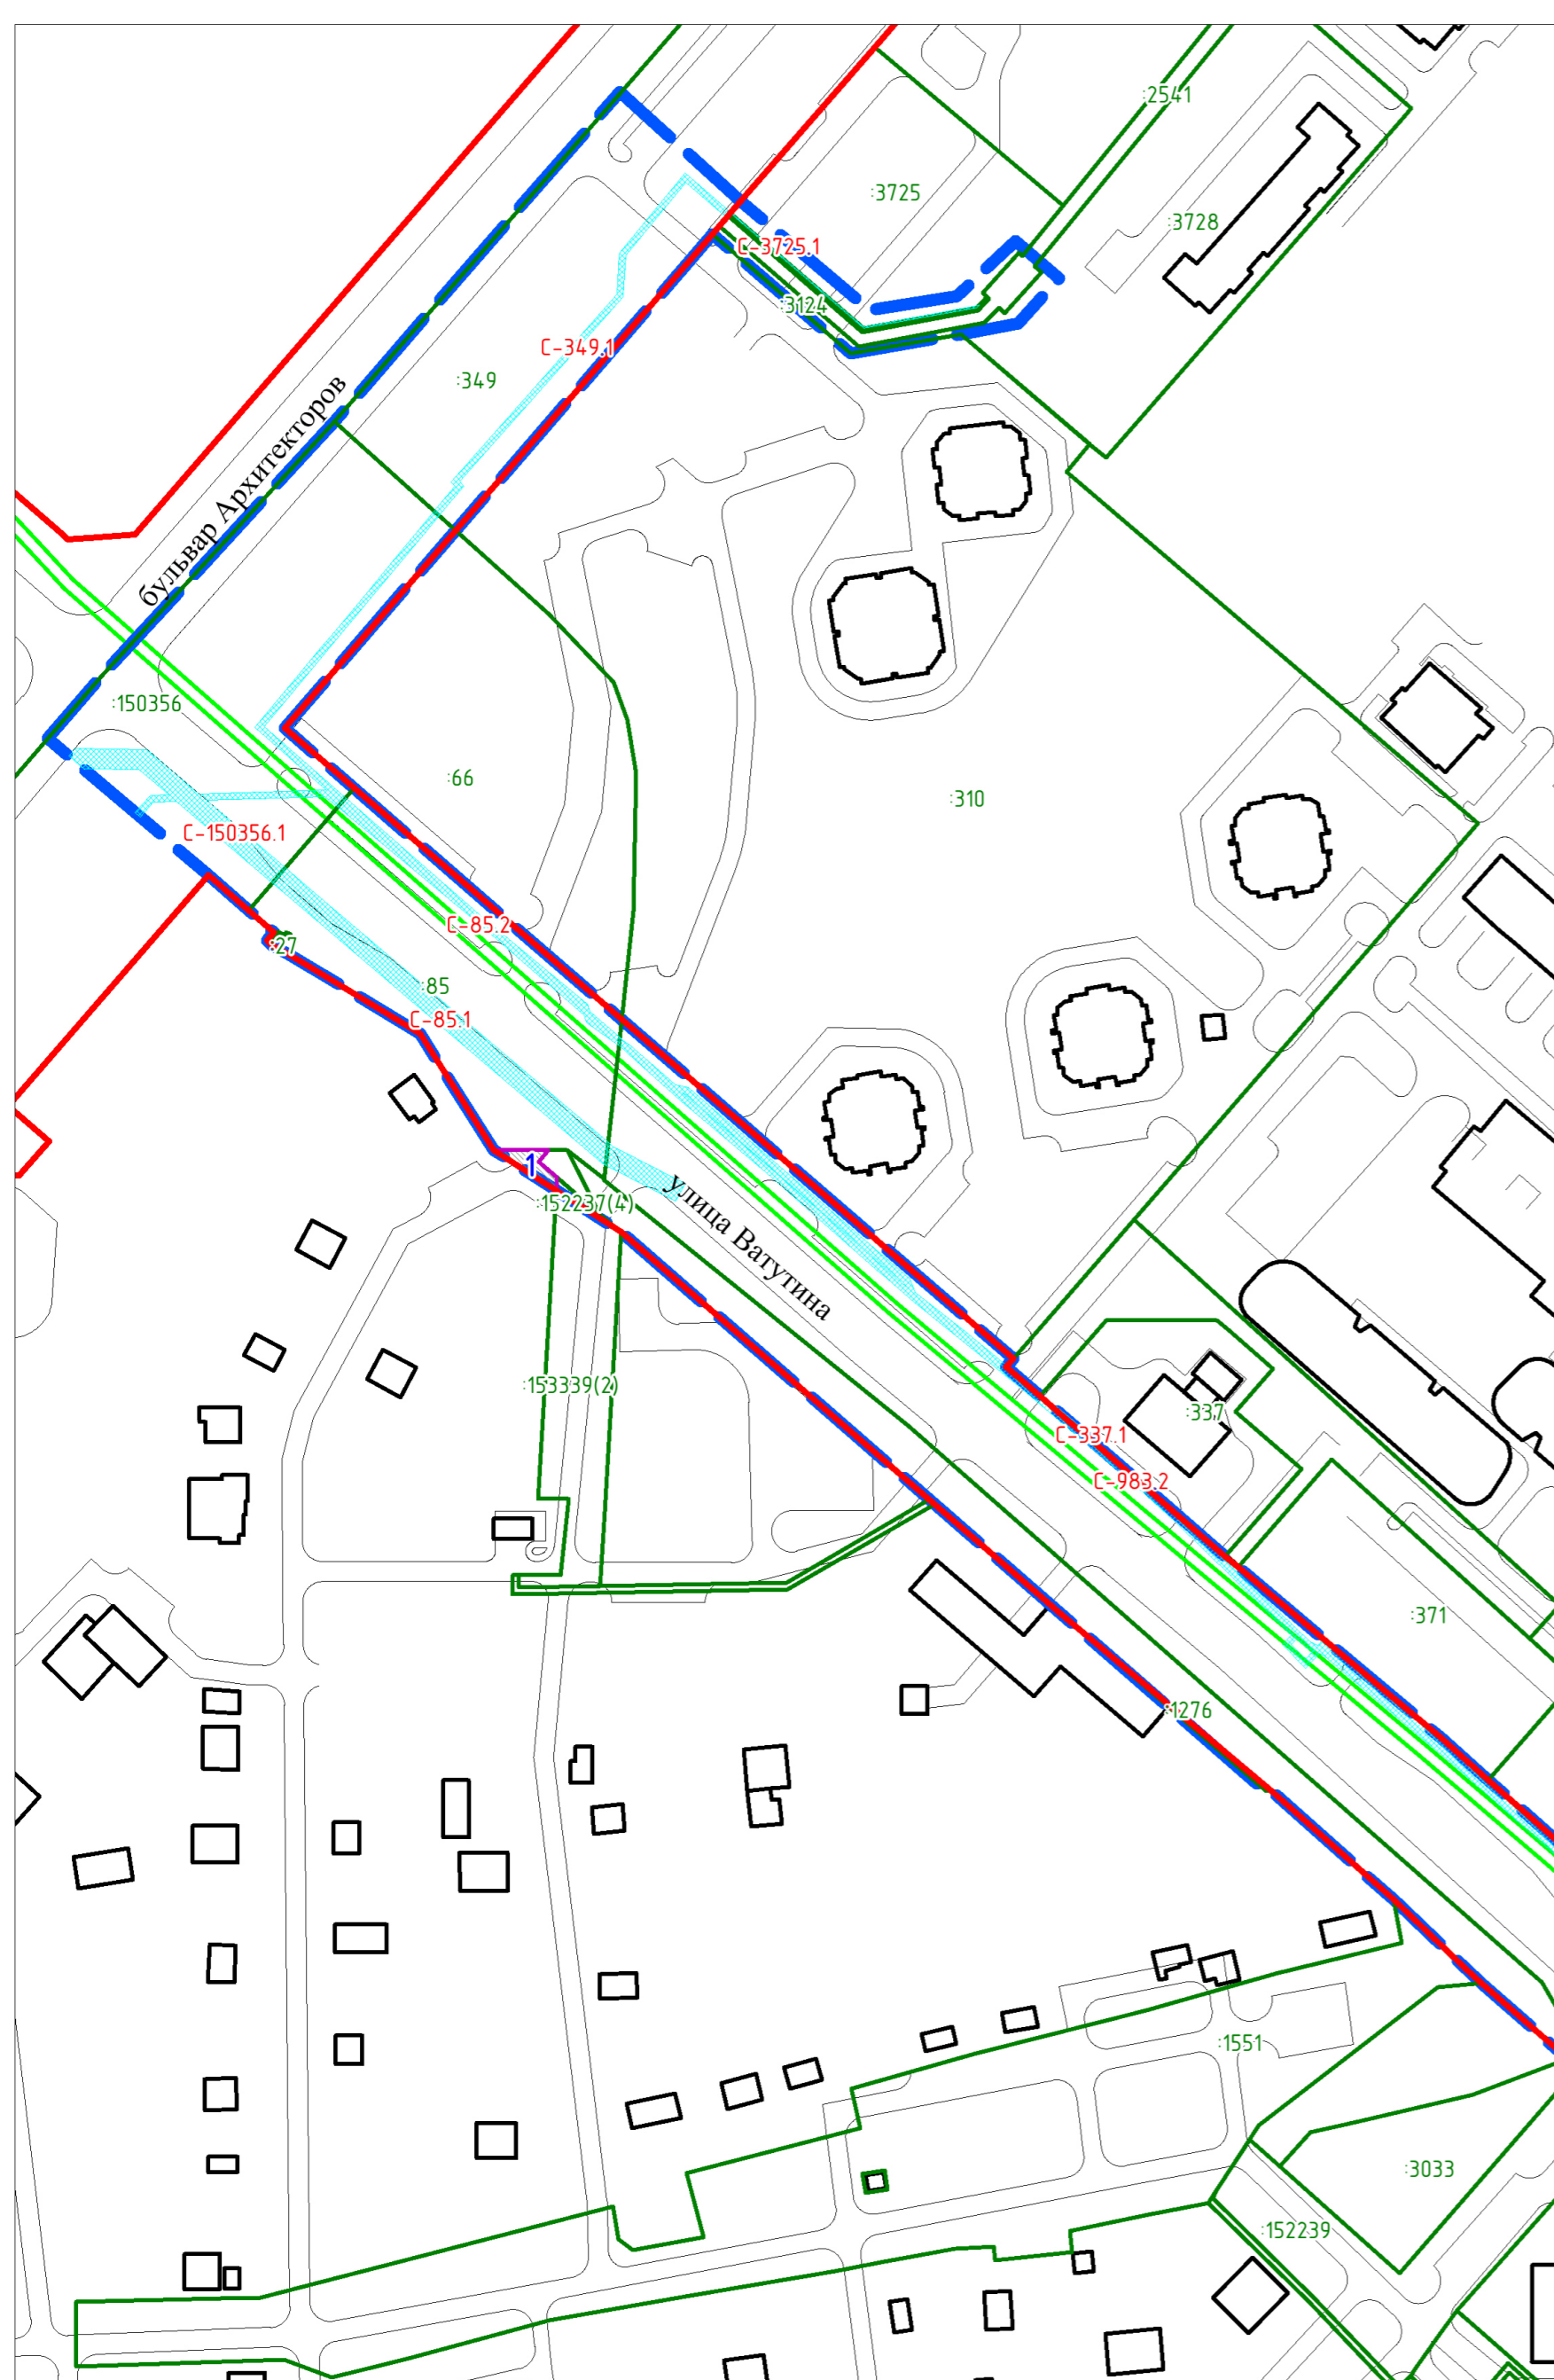 :2541
:3725
:3728
С-3725.1
:3124
С-349.1
:349
бульвар Архитекторов
:150356
:66
:310
С-150356.1
С-85.2
:27
:85
С-85.1
1
:152237(4)
улица Ватутина
:153339(2)
:337
С-337.1
С-983.2
:371
:1276
:1551
:3033
:152239